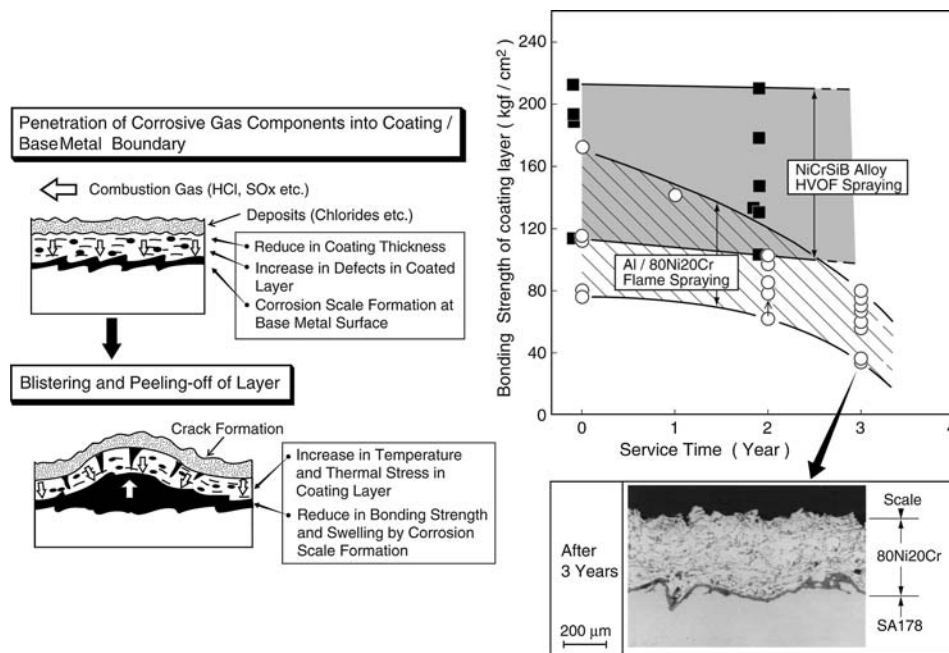 Penetration of Corrosive Gas Components into Coating /
BaseMetal Boundary
Combustion Gas (HCl, SOx etc.)
Deposits (Chlorides etc.)
• Reduce in Coating Thickness
• Increase in Defects in Coated
Layer
• Corrosion Scale Formation at
Base Metal Surface
Blistering and Peeling-off of Layer
Crack Formation
• Increase in Temperature
and Thermal Stress in
Coating Layer
• Reduce in Bonding Strength
and Swelling by Corrosion
Scale Formation
Bonding Strength of coating layer ( kgf / cm2 )
240
200
160
120
80
40
0
NiCrSiB Alloy
HVOF Spraying
Al / 80Ni20Cr
Flame Spraying
0 1 2 3 4
Service Time ( Year )
After
3 Years
200 μm
Scale
80Ni20Cr
SA178